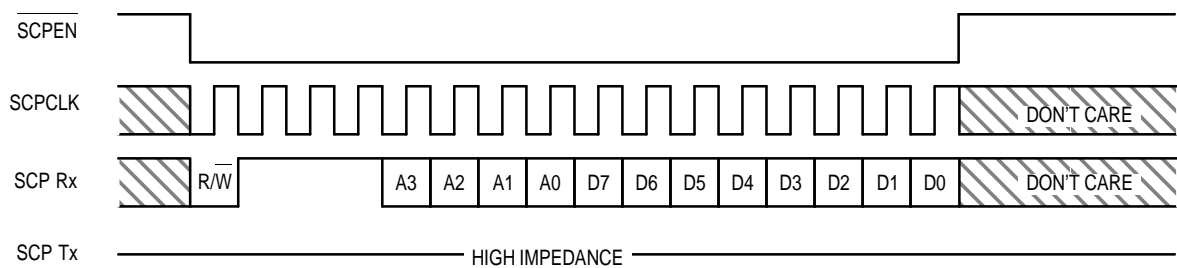 SCPEN
SCPCLK DON'T CARE
SCP Rx R/W A3 A2 A1 A0 D7 D6 D5 D4 D3 D2 D1 D0 DON'T CARE
SCP Tx HIGH IMPEDANCE